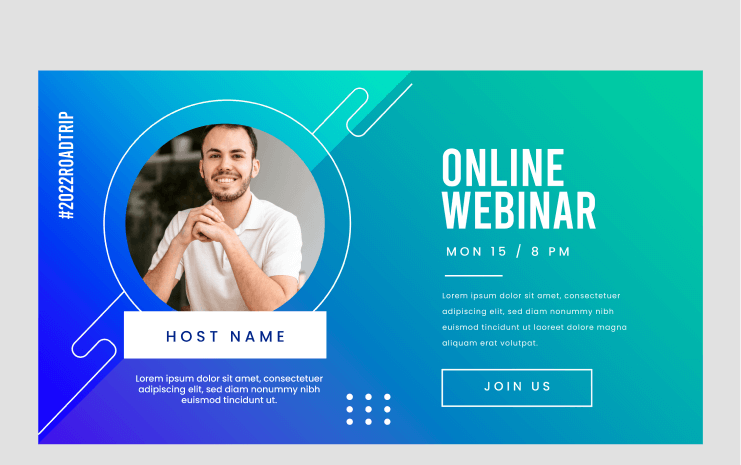 #2022ROADTRIP
HOST NAME
Lorem ipsum dolor sit amet, consectetuer
adipiscing elit, sed diam nonummy nibh
euismod tincidunt ut.
ONLINE
WEBINAR
MON 15 / 8 PM
Lorem ipsum dolor sit amet, consectetuer
adipiscing elit, sed diam nonummy nibh
euismod tincidunt ut laoreet dolore magna
aliquam erat volutpat.
JOIN US